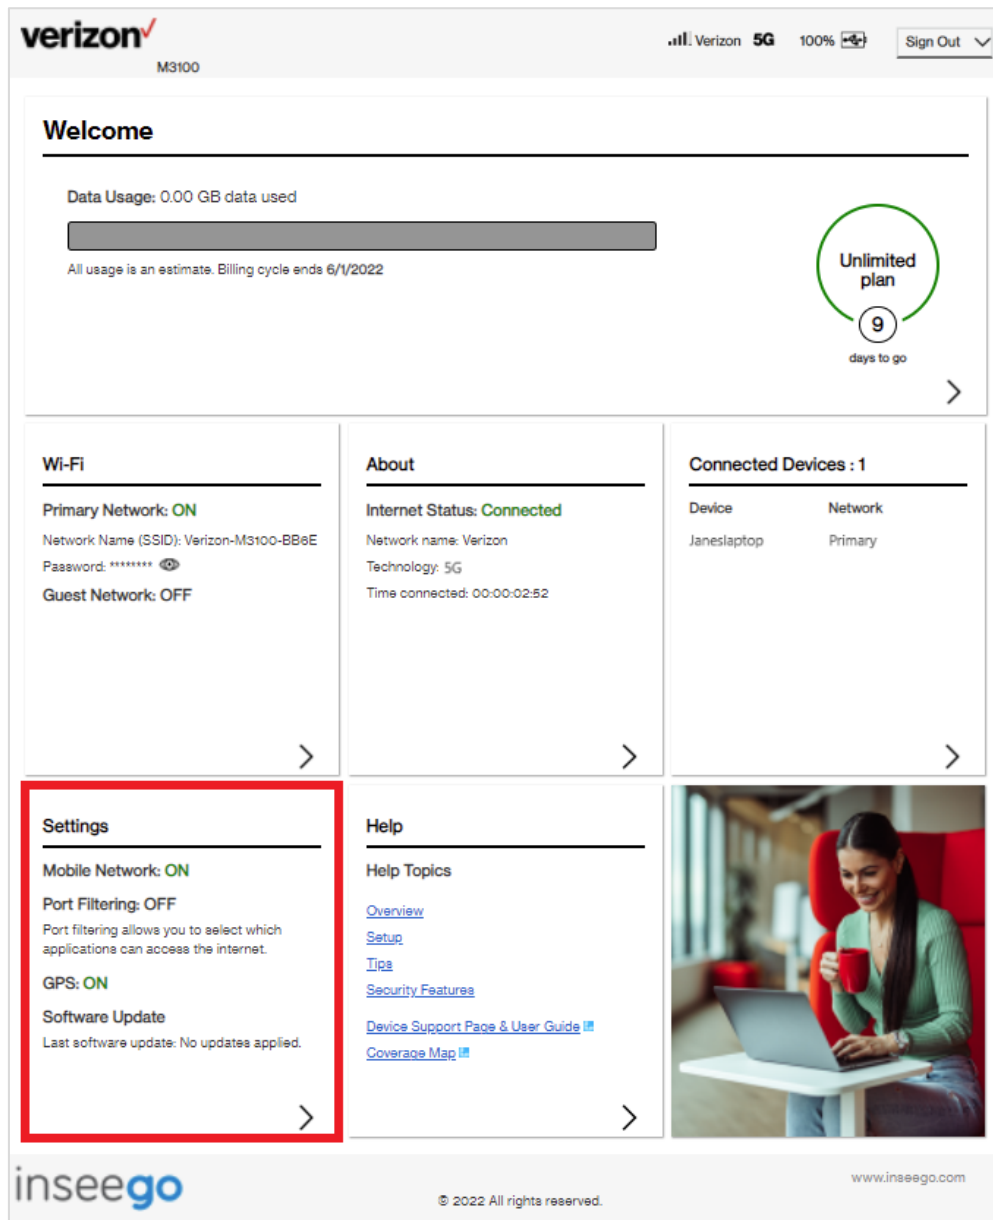 verizon
M3100
Verizon 5G 100% Sign Out
Welcome
Data Usage: 0.00 GB data used
All usage is an estimate. Billing cycle ends 6/1/2022
Unlimited
plan
9
days to go
Wi-Fi
Primary Network: ON
Network Name (SSID): Verizon-M3100-BB6E
Password: ********
Guest Network: OFF
About
Internet Status: Connected
Network name: Verizon
Technology: 5G
Time connected: 00:00:02:52
Connected Devices : 1
Device Network
Janeslaptop Primary
Settings
Mobile Network: ON
Port Filtering: OFF
Port filtering allows you to select which
applications can access the internet.
GPS: ON
Software Update
Last software update: No updates applied.
Help
Help Topics
Overview
Setup
Tips
Security Features
Device Support Page & User Guide
Coverage Map
inseego
© 2022 All rights reserved.
www.inseego.com